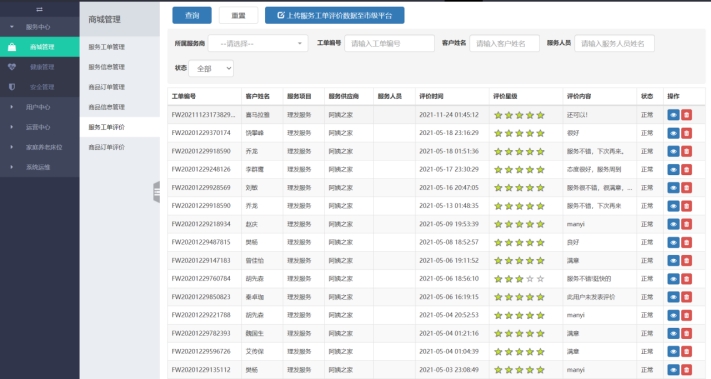 商城管理
查询 重置 上传服务工单评价数据至市级平台
服务中心
商城管理
健康管理
安全管理
用户中心
运营中心
家庭养老床位
系统运维
服务工单管理
服务信息管理
商品订单管理
商品信息管理
服务工单评价
商品订单评价
所属服务商 --请选择-- 工单编号 请输入工单编号 客户姓名 请输入客户姓名 服务人员 请输入服务人员姓名
状态 全部
工单编号 客户姓名 服务项目 服务供应商 服务人员 评价时间 评价星级 评价内容 状态 操作
FW20211123173829... 喜马拉雅 理发服务 阿姨之家 2021-11-24 01:45:12 还可以! 正常
FW20201229370174 饶攀峰 理发服务 阿姨之家 2021-05-18 23:16:29 很好 正常
FW20201229918590 乔龙 理发服务 阿姨之家 2021-05-18 01:51:36 服务不错，下次再来。 正常
FW20201229248126 李群鹰 理发服务 阿姨之家 2021-05-17 23:30:29 态度很好，服务周到 正常
FW20201229928569 刘敏 理发服务 阿姨之家 2021-05-16 20:47:05 服务很不错，很满意，... 正常
FW20201229918590 乔龙 理发服务 阿姨之家 2021-05-13 01:48:35 服务不错，下次再来 正常
FW20201229218934 赵庆 理发服务 阿姨之家 2021-05-09 19:53:39 manyi 正常
FW20201229487815 樊杨 理发服务 阿姨之家 2021-05-08 18:52:57 良好 正常
FW20201229147183 曾佳怡 理发服务 阿姨之家 2021-05-06 19:11:52 满意 正常
FW20201229760784 胡先森 理发服务 阿姨之家 2021-05-06 18:56:10 服务不错!挺快的 正常
FW20201229850823 秦卓珈 理发服务 阿姨之家 2021-05-06 16:19:15 此用户未发表评价 正常
FW20201229221788 胡先森 理发服务 阿姨之家 2021-05-04 20:52:53 manyi 正常
FW20201229782393 魏国生 理发服务 阿姨之家 2021-05-04 01:21:16 满意 正常
FW20201229596726 艾传保 理发服务 阿姨之家 2021-05-04 01:04:39 满意 正常
FW20201229135112 樊杨 理发服务 阿姨之家 2021-05-03 23:08:49 manyi 正常